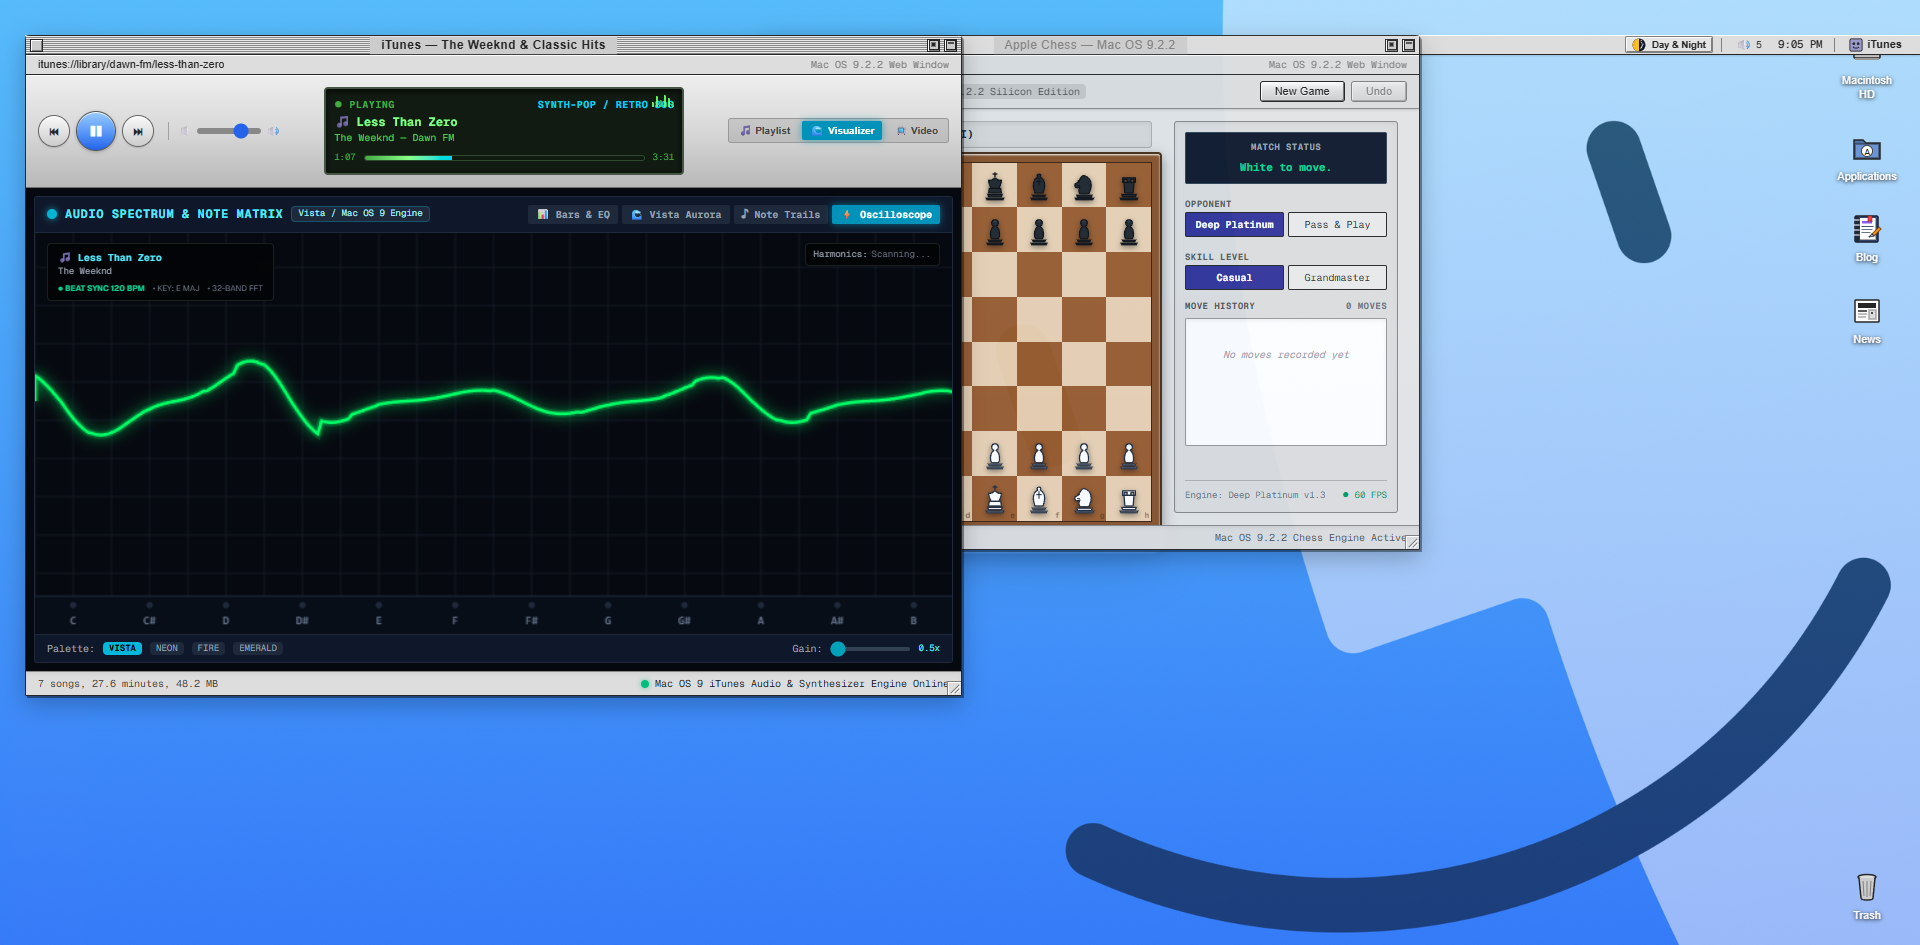 iTunes — The Weeknd & Classic Hits
itunes://library/dawn-fm/less-than-zero
Mac OS 9.2.2 Web Window
PLAYING
SYNTH-POP / RETRO
Less Than Zero
The Weeknd — Dawn FM
1:07
3:31
Playlist
Visualizer
Video
AUDIO SPECTRUM & NOTE MATRIX
Vista / Mac OS 9 Engine
Bars & EQ
Vista Aurora
Note Trails
Oscilloscope
Less Than Zero
The Weeknd
BEAT SYNC 120 BPM • KEY: E MAJ • 32-BAND FFT
Harmonics: Scanning...
C C# D D# E F F# G G# A A# B
Palette: VISTA NEON FIRE EMERALD
Gain: 0.5x
7 songs, 27.6 minutes, 48.2 MB
Mac OS 9 iTunes Audio & Synthesizer Engine Online
Apple Chess — Mac OS 9.2.2
Mac OS 9.2.2 Web Window
.2.2 Silicon Edition
New Game
Undo
I)
d e f g h
MATCH STATUS
White to move.
OPPONENT
Deep Platinum
Pass & Play
SKILL LEVEL
Casual
Grandmaster
MOVE HISTORY
0 MOVES
No moves recorded yet
Engine: Deep Platinum v1.3
60 FPS
Mac OS 9.2.2 Chess Engine Active
Day & Night
5
9:05 PM
iTunes
Macintosh
HD
Applications
Blog
News
Trash